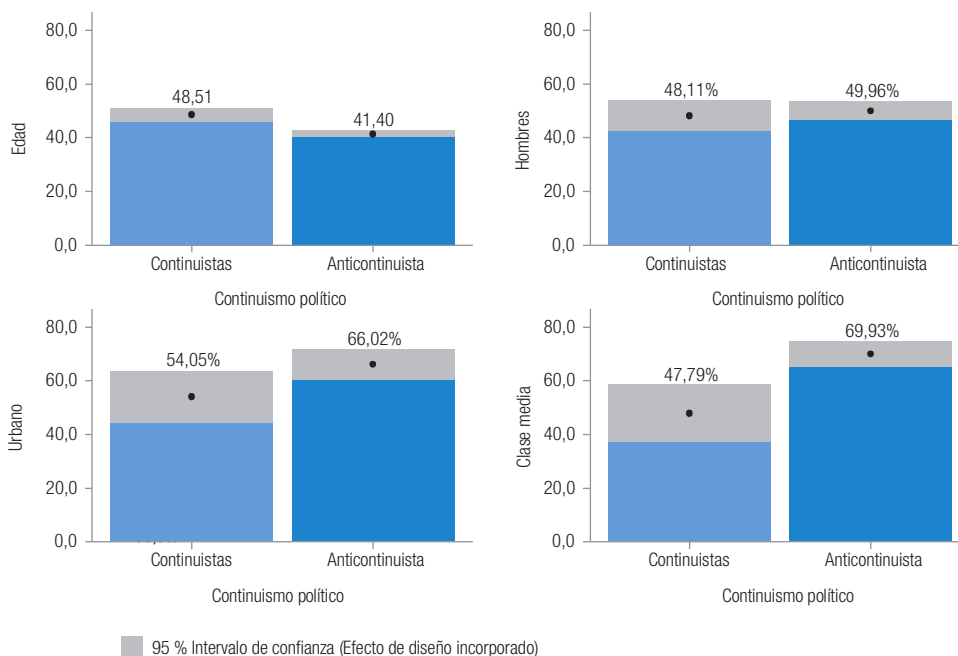 80,0
60,0
40,0
20,0
0,0
Edad
48,51
41,40
Continuistas
Anticontinuista
Continuismo político
80,0
60,0
40,0
20,0
0,0
Hombres
48,11%
49,96%
Continuistas
Anticontinuista
Continuismo político
80,0
60,0
40,0
20,0
0,0
Urbano
54,05%
66,02%
Continuistas
Anticontinuista
Continuismo político
80,0
60,0
40,0
20,0
0,0
Clase media
47,79%
69,93%
Continuistas
Anticontinuista
Continuismo político
95 % Intervalo de confianza (Efecto de diseño incorporado)